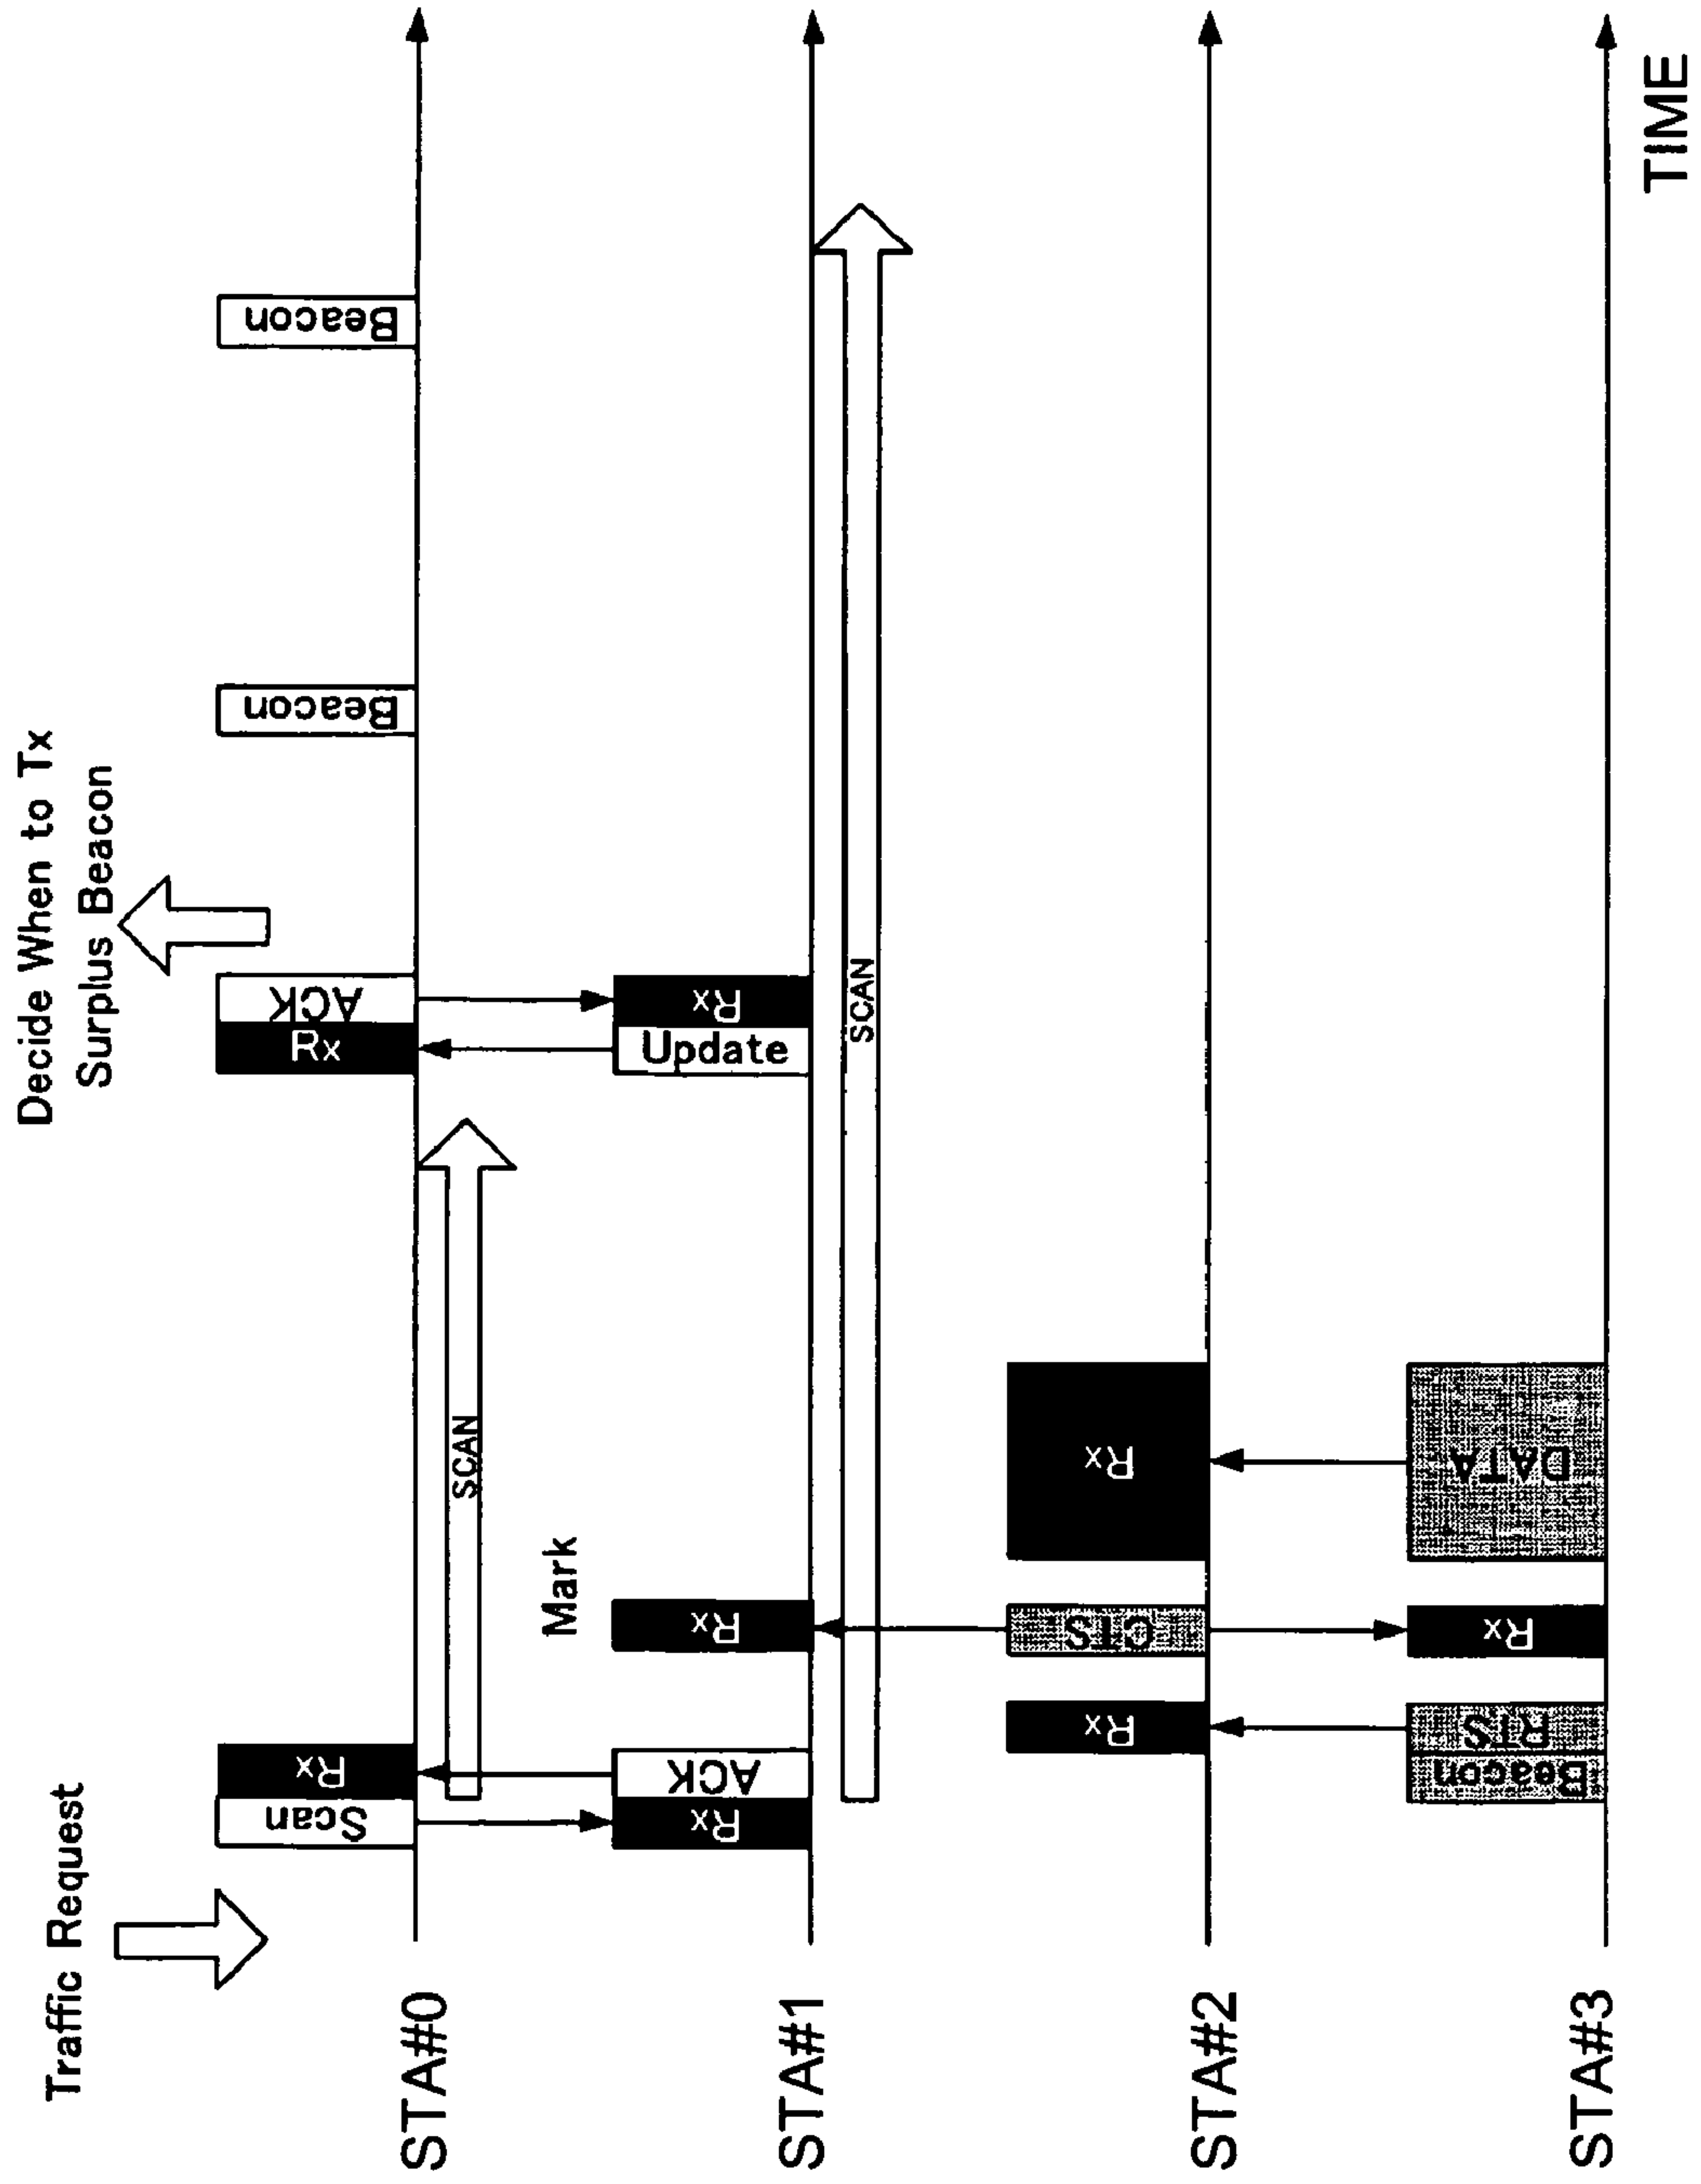 Traffic Request
Decide When to Tx
Surplus Beacon
STA#0
Scan
Rx
SCAN
Rx
ACK
Beacon
Beacon
STA#1
Rx
ACK
Rx
Mark
Update
Rx
SCAN
STA#2
Rx
CTS
Rx
STA#3
Beacon
RTS
Rx
DATA
TIME